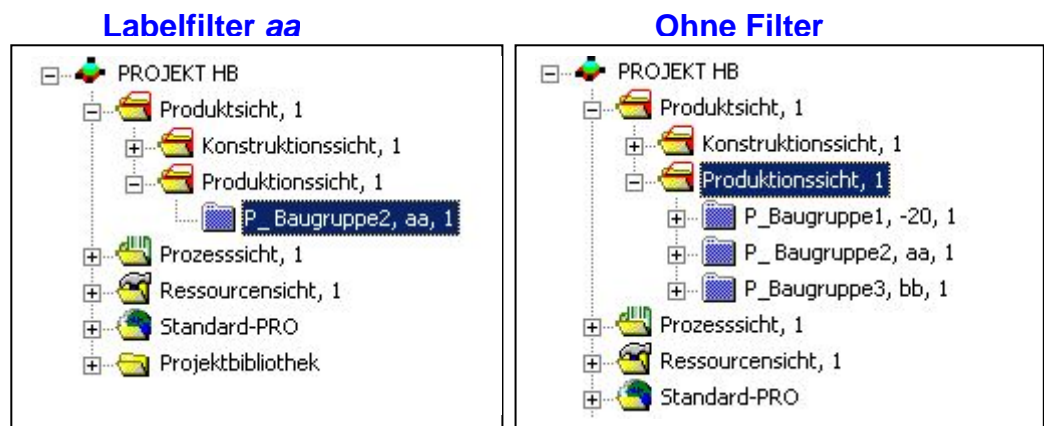 Labelfilter aa
PROJEKT HB
Produktsicht, 1
Konstruktionssicht, 1
Produktionssicht, 1
P_ Baugruppe2, aa, 1
Prozesssicht, 1
Ressourcensicht, 1
Standard-PRO
Projektbibliothek
Ohne Filter
PROJEKT HB
Produktsicht, 1
Konstruktionssicht, 1
Produktionssicht, 1
P_Baugruppe1, -20, 1
P_ Baugruppe2, aa, 1
P_Baugruppe3, bb, 1
Prozesssicht, 1
Ressourcensicht, 1
Standard-PRO